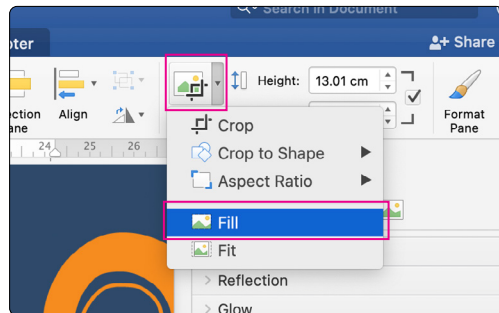 Search in Document
oter
Share
Height:
13.01 cm
ction
ane
Align
Format
Pane
Crop
24
25
26
Crop to Shape
Aspect Ratio
Fill
Fit
Reflection
Glow